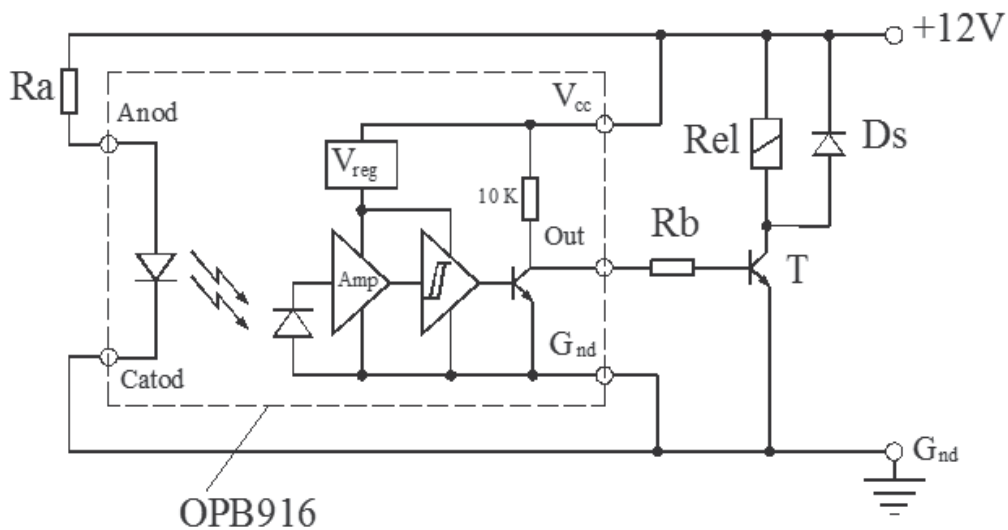 +12V
Ra
Anod
Vcc
Vreg
Rel
Ds
10 K
Out
Rb
Amp
T
Gnd
Catod
Gnd
OPB916